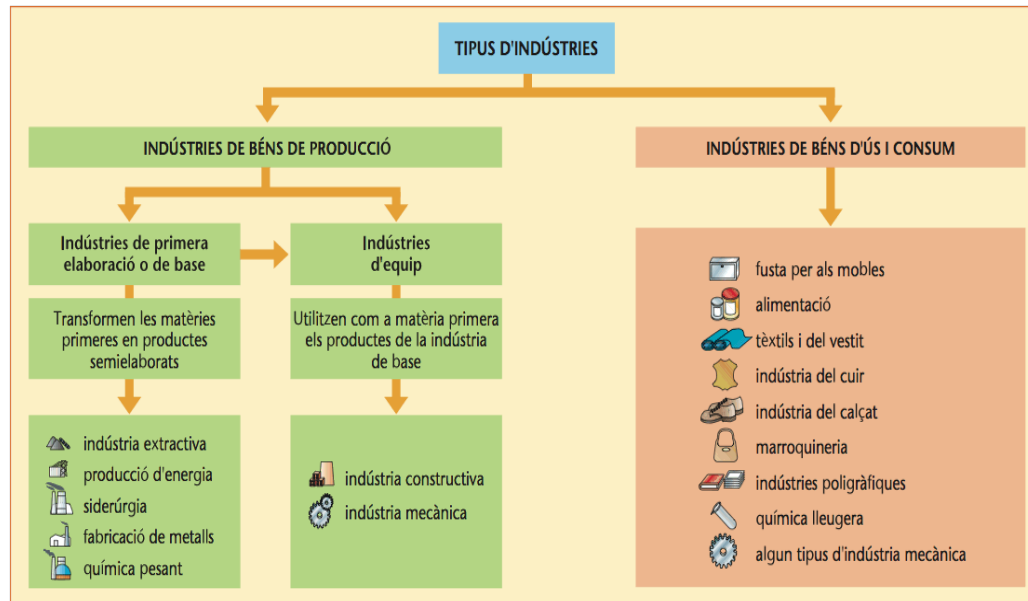 TIPUS D'INDÚSTRIES
INDÚSTRIES DE BÉNS DE PRODUCCIÓ
INDÚSTRIES DE BÉNS D'ÚS I CONSUM
Indústries de primera
elaboració o de base
Indústries
d'equip
Transformen les matèries
primeres en productes
semielaborats
Utilitzen com a matèria primera
els productes de la indústria
de base
indústria extractiva
producció d'energia
siderúrgia
fabricació de metalls
química pesant
indústria constructiva
indústria mecànica
fusta per als mobles
alimentació
tèxtils i del vestit
indústria del cuir
indústria del calçat
marroquineria
indústries poligràfiques
química lleugera
algun tipus d'indústria mecànica